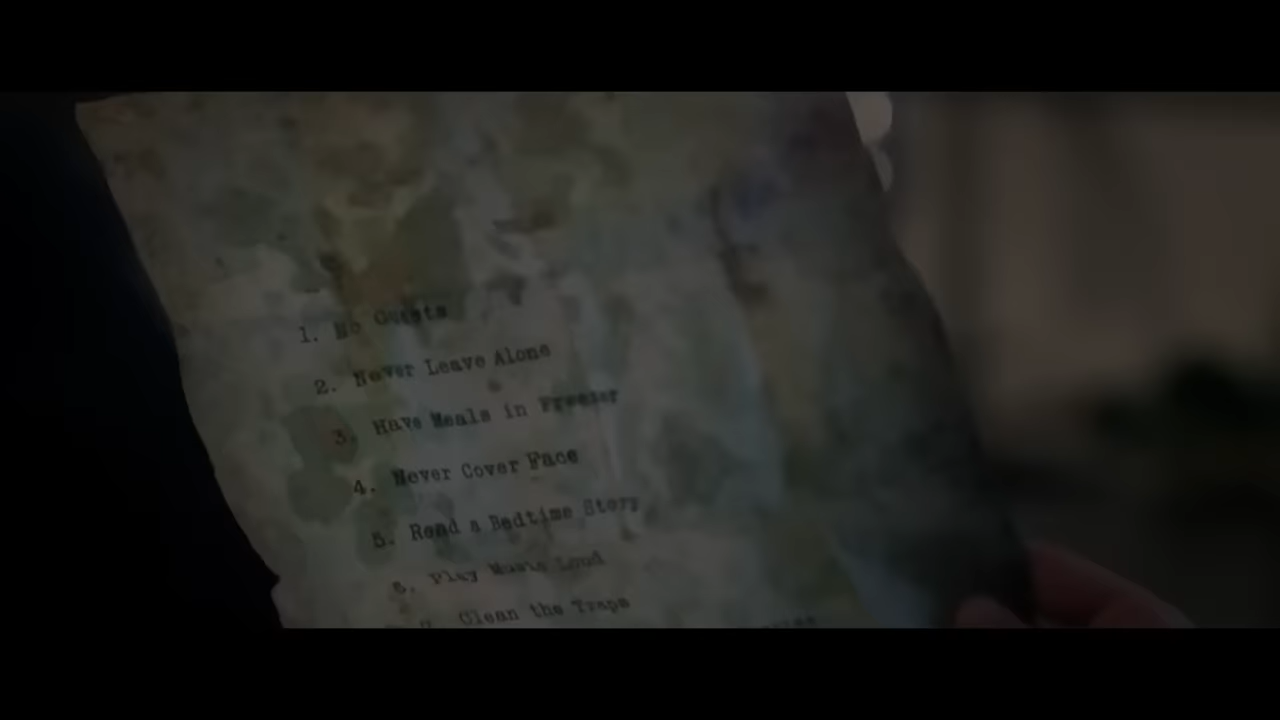 1. No Guests
2. Never Leave Alone
3. Have Meals in Freezer
4. Never Cover Face
5. Read a Bedtime Story
6. Play Music Loud
7. Clean the Traps